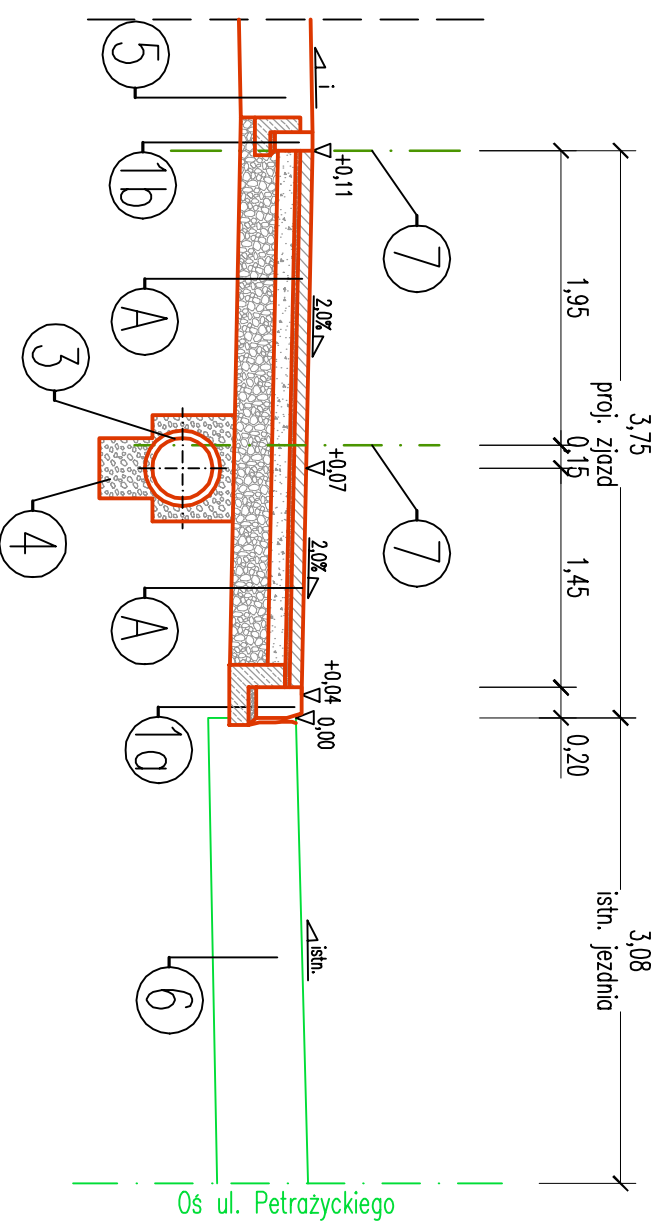 3,75
proj. zjazd
3,08
istn. jezdnia
1,95
0,15
1,45
0,20
7
7
i
+0,11
2,0%
+0,07
2,0%
+0,04
0,00
istn.
5
1b
A
3
4
A
1a
6
Oś ul. Petrażyckiego